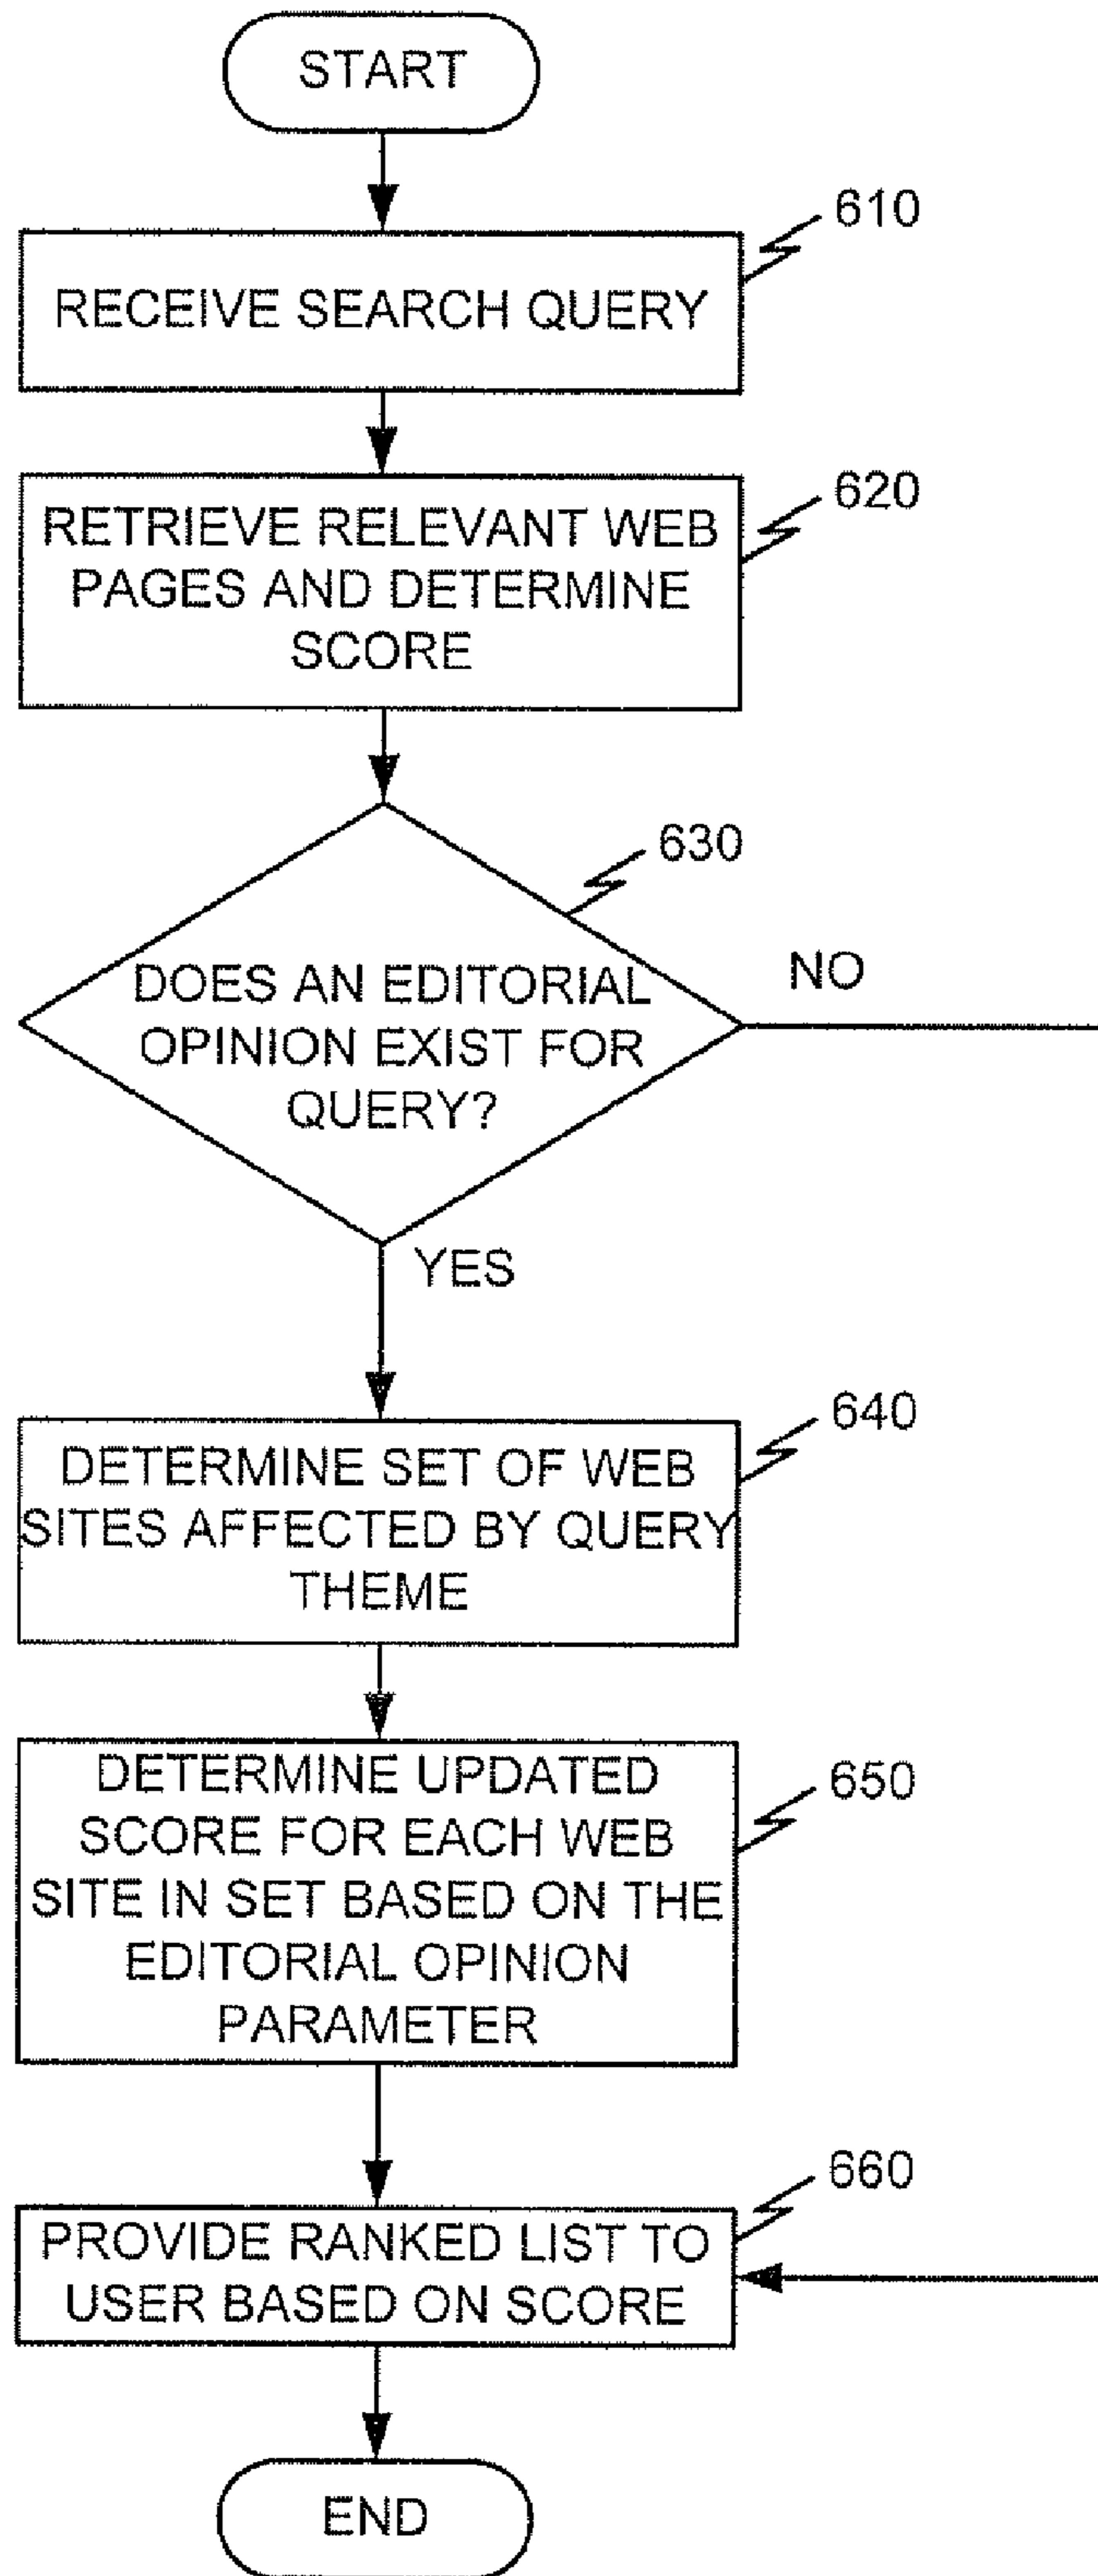 START
610
RECEIVE SEARCH QUERY
620
RETRIEVE RELEVANT WEB
PAGES AND DETERMINE
SCORE
630
DOES AN EDITORIAL
OPINION EXIST FOR
QUERY?
NO
YES
640
DETERMINE SET OF WEB
SITES AFFECTED BY QUERY
THEME
650
DETERMINE UPDATED
SCORE FOR EACH WEB
SITE IN SET BASED ON THE
EDITORIAL OPINION
PARAMETER
660
PROVIDE RANKED LIST TO
USER BASED ON SCORE
END